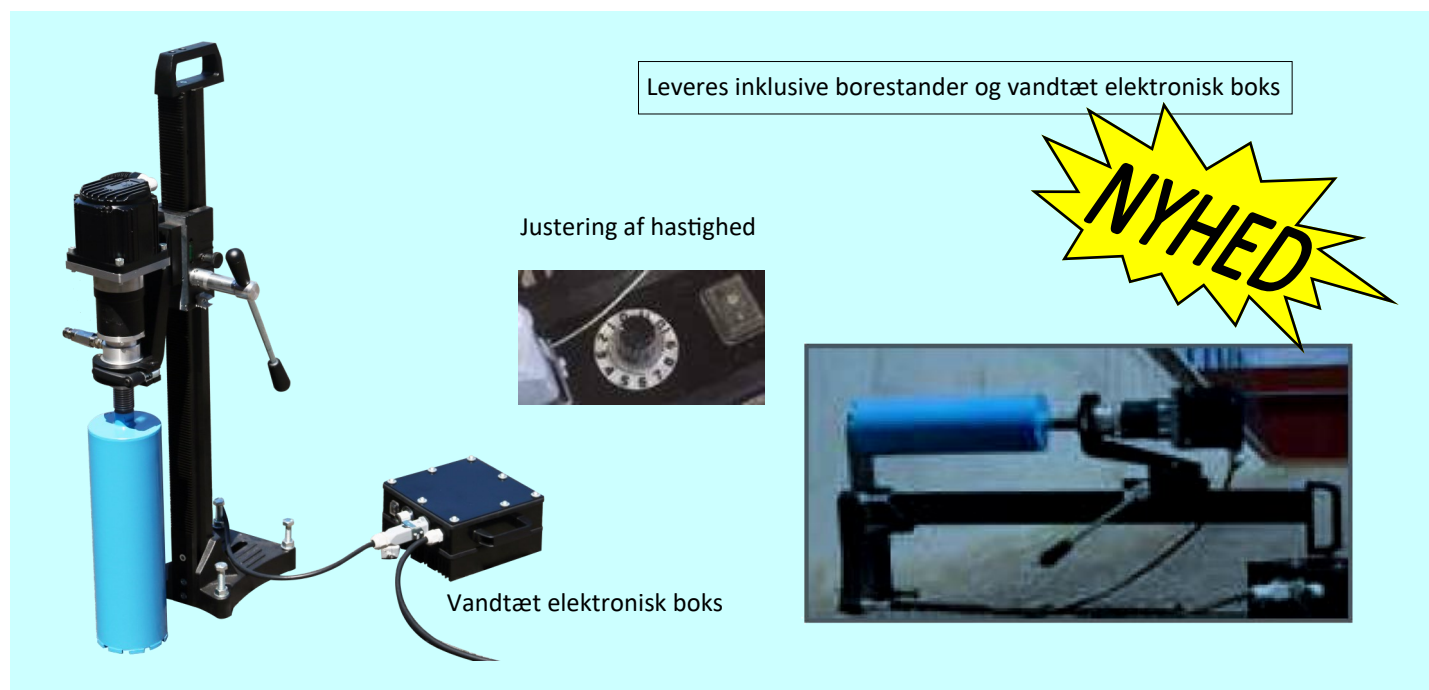 Leveres inklusive borestander og vandtæt elektronisk boks
NYHED
Justering af hastighed
Vandtæt elektronisk boks